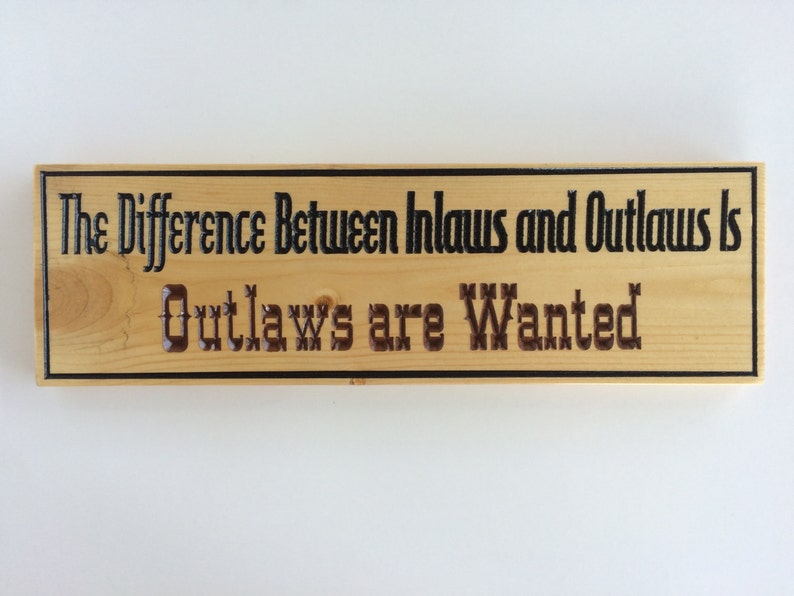 The Difference Between Inlaws and Outlaws Is
Outlaws are Wanted